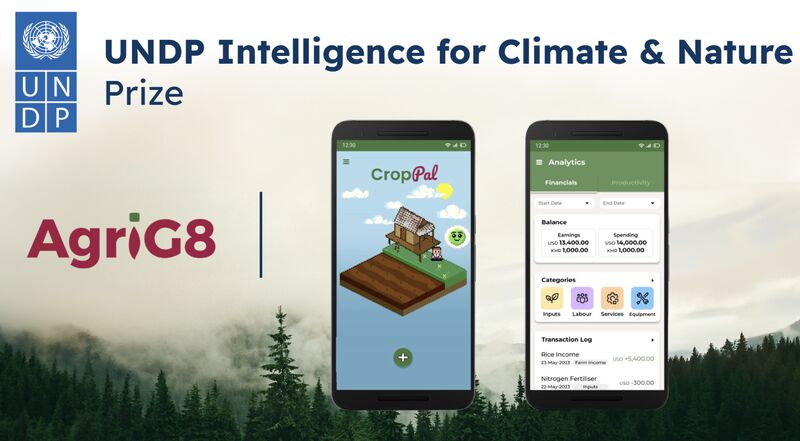 UNDP Intelligence for Climate & Nature
Prize
U N
D P
AgriG8
12:30
CropPal
+
12:30
Analytics
Financials
Productivity
Start Date
End Date
Balance
Earnings
USD 13,400.00
KHR 1,000.00
Spending
USD 14,000.00
KHR 1,000.00
Categories
Inputs
Labour
Services
Equipment
Transaction Log
Rice Income
23-May-2023 Farm Income
USD +5,400.00
Nitrogen Fertiliser
22-May-2023 Inputs
USD -300.00